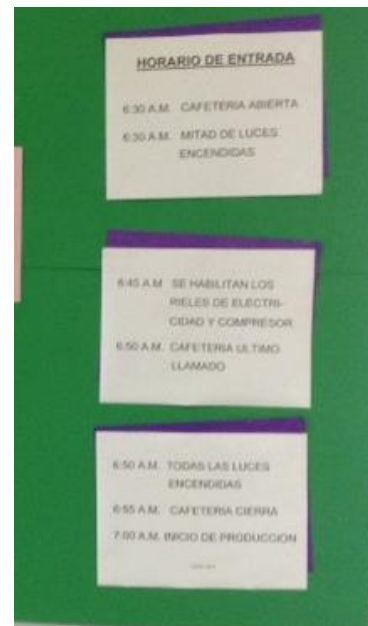 HORARIO DE ENTRADA
6:30 A.M. CAFETERIA ABIERTA
6:30 A.M. MITAD DE LUCES
ENCENDIDAS
6:45 A.M SE HABILITAN LOS
RIELES DE ELECTRI-
CIDAD Y COMPRESOR
6:50 A.M. CAFETERIA ULTIMO
LLAMADO
6:50 A.M. TODAS LAS LUCES
ENCENDIDAS
6:55 A.M. CAFETERIA CIERRA
7:00 A.M. INICIO DE PRODUCCION